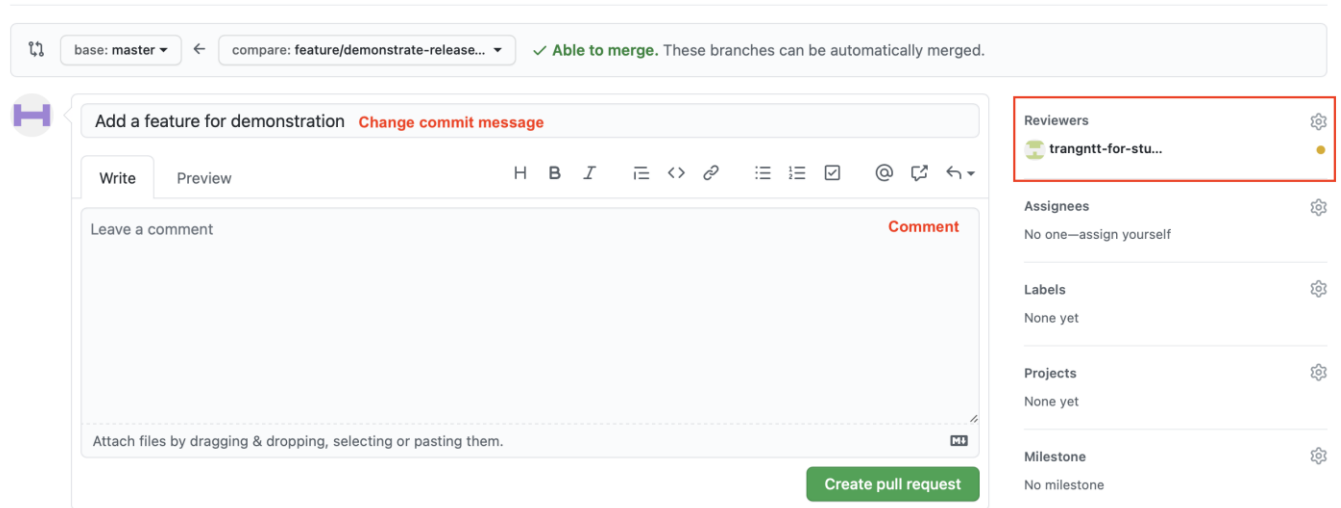 base: master
compare: feature/demonstrate-release...
Able to merge. These branches can be automatically merged.
Add a feature for demonstration
Change commit message
Write
Preview
Leave a comment
Comment
Attach files by dragging & dropping, selecting or pasting them.
Create pull request
Reviewers
trangntt-for-stu...
Assignees
No one—assign yourself
Labels
None yet
Projects
None yet
Milestone
No milestone